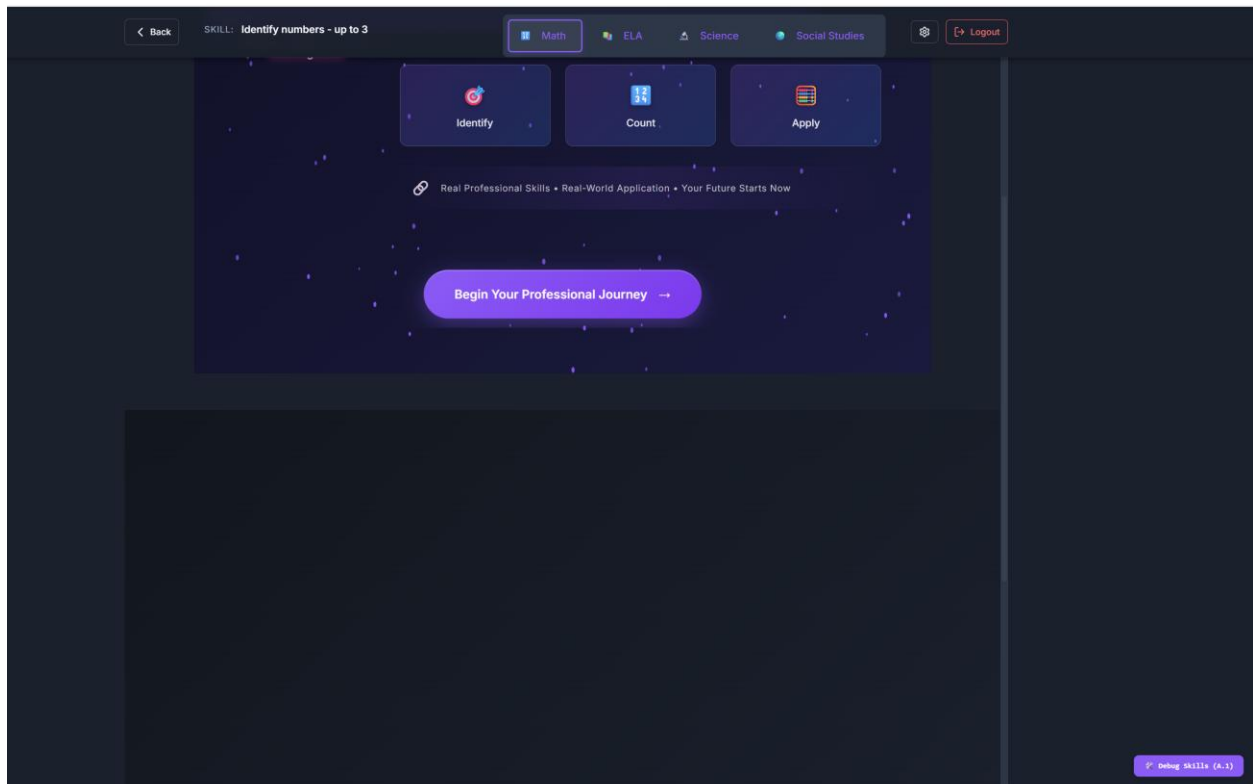 Back
SKILL: Identify numbers - up to 3
Math
ELA
Science
Social Studies
Logout
Identify
Count
Apply
Real Professional Skills • Real-World Application • Your Future Starts Now
Begin Your Professional Journey →
Debug Skills (A.1)